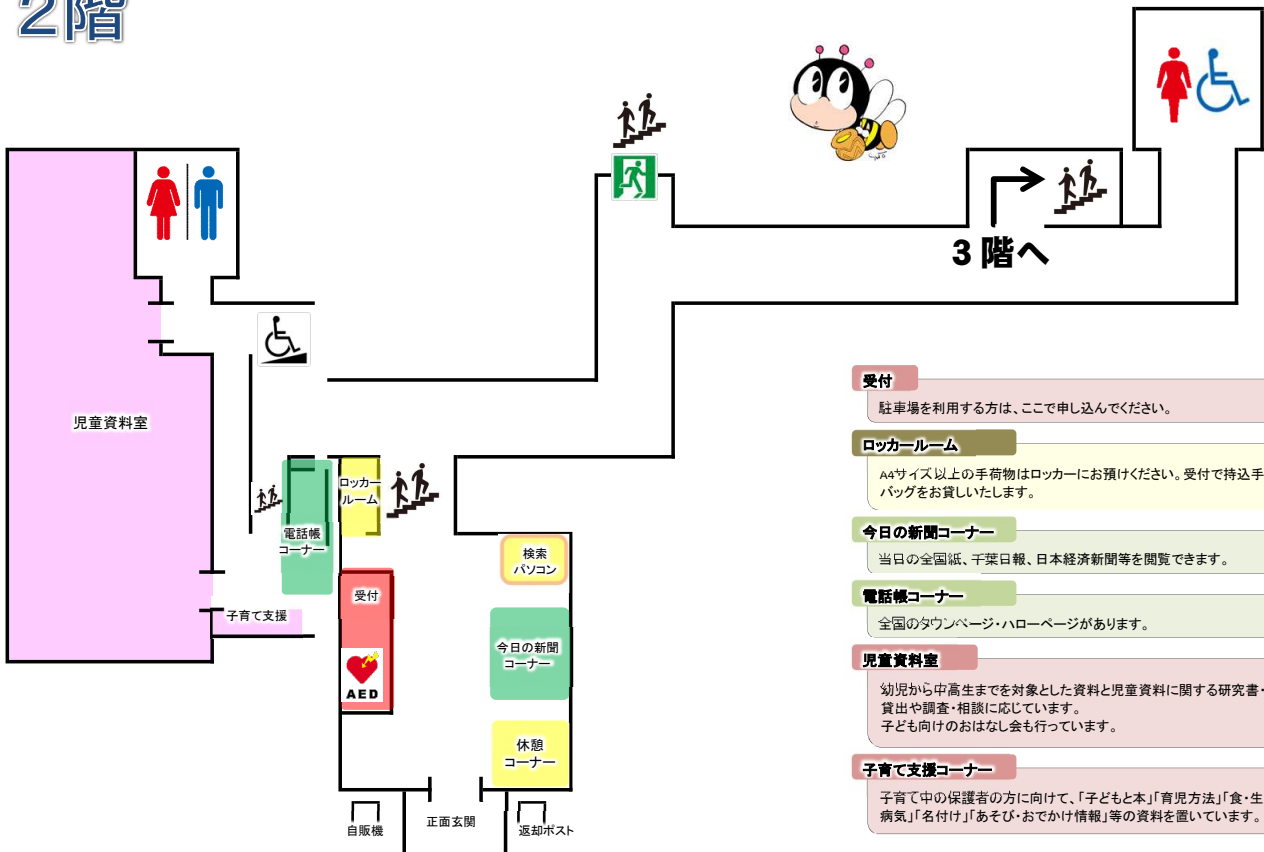 2階
3階へ
児童資料室
電話帳
コーナー
ロッカー
ルーム
検索
パソコン
受付
子育て支援
今日の新聞
コーナー
AED
休憩
コーナー
自販機
正面玄関
返却ポスト
受付
駐車場を利用する方は、ここで申し込んでください。
ロッカールーム
A4サイズ以上の手荷物はロッカーにお預けください。受付で持込手
バッグをお貸しいたします。
今日の新聞コーナー
当日の全国紙、千葉日報、日本経済新聞等を閲覧できます。
電話帳コーナー
全国のタウンページ・ハローページがあります。
児童資料室
幼児から中高生までを対象とした資料と児童資料に関する研究書・
貸出や調査・相談に応じています。
子ども向けのおはなし会も行っています。
子育て支援コーナー
子育て中の保護者の方に向けて、「子どもと本」「育児方法」「食・生
病気」「名付け」「あそび・おでかけ情報」等の資料を置いています。